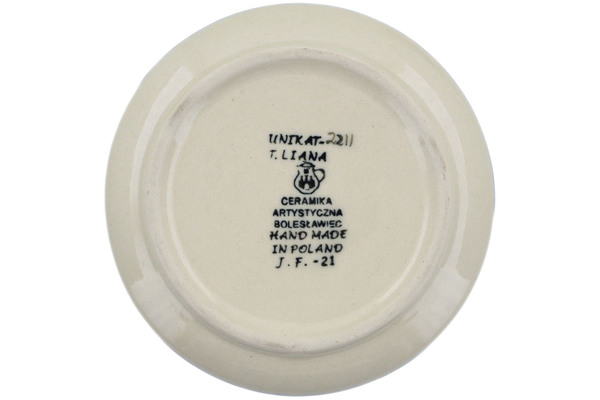 UNIKAT-2211
T. LIANA
CERAMIKA
ARTYSTYCZNA
BOLESŁAWIEC
HAND MADE
IN POLAND
J. F. -21